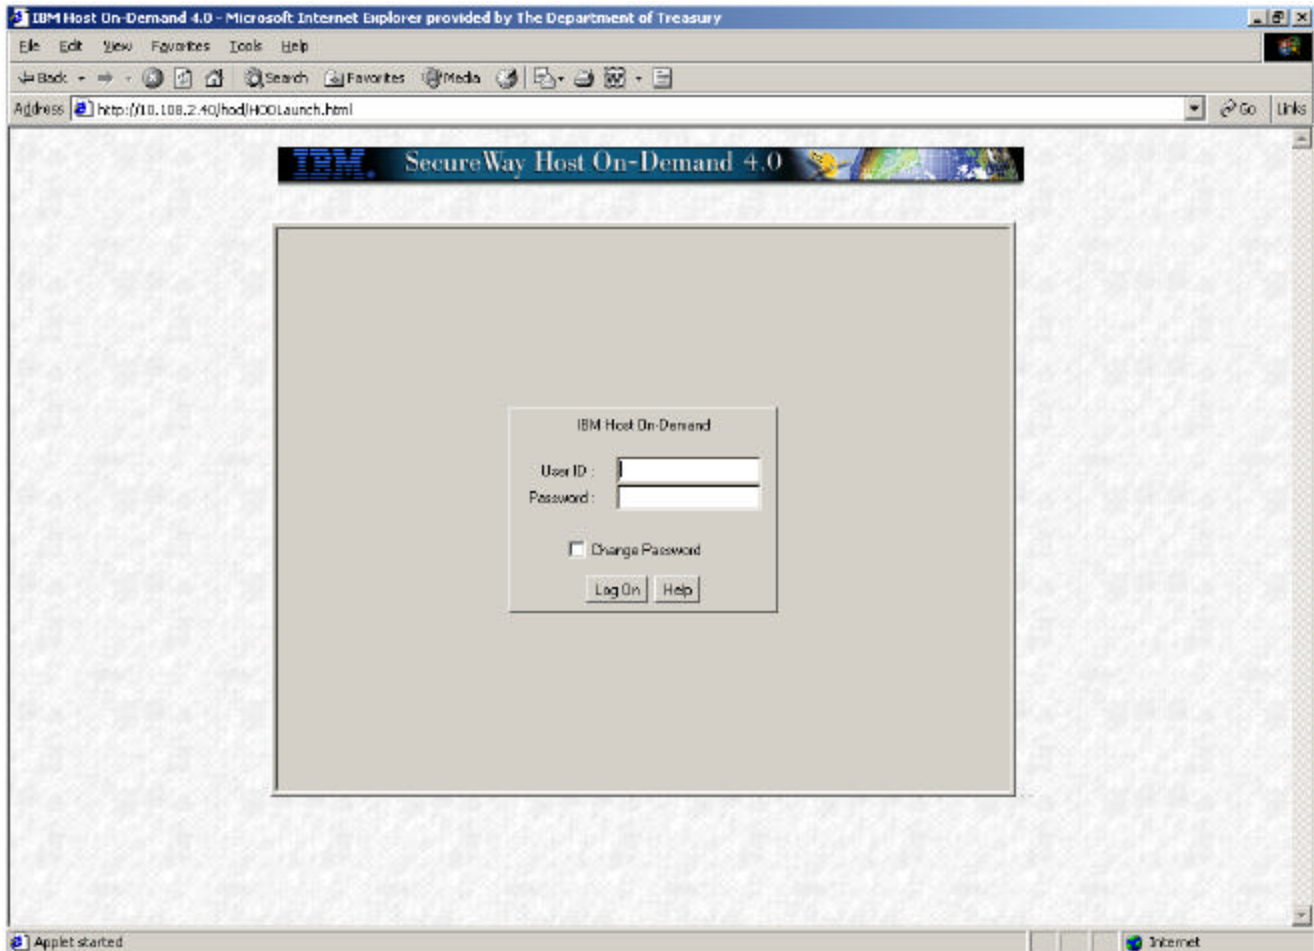 IBM Host On-Demand 4.0 - Microsoft Internet Explorer provided by The Department of Treasury
File Edit View Favorites Tools Help
Back Search Favorites Media
Address http://10.108.2.40/hod/HODLaunch.html Go Links
IBM. SecureWay Host On-Demand 4.0
IBM Host On-Demand
User ID :
Password :
Change Password
Log On Help
Applet started Internet